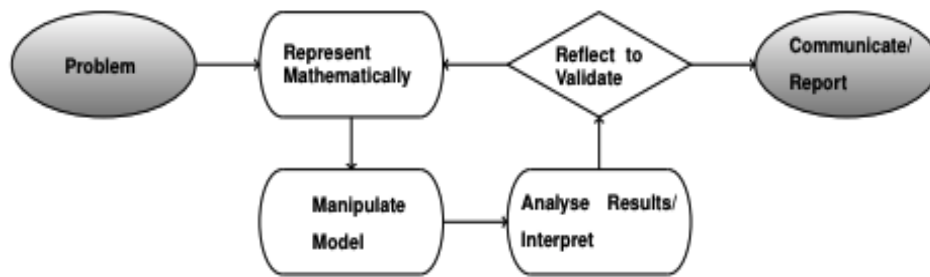 Problem
Represent
Mathematically
Reflect to
Validate
Communicate/
Report
Manipulate
Model
Analyse Results/
Interpret